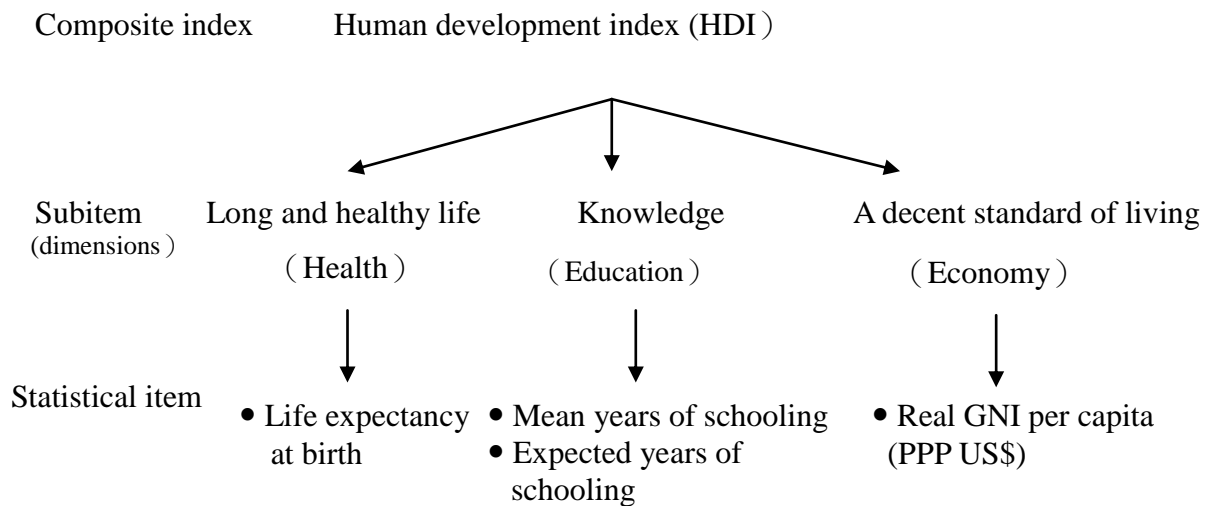 Composite index Human development index (HDI）
Subitem Long and healthy life Knowledge A decent standard of living
(dimensions）
（Health） （Education） （Economy）
Statistical item
● Life expectancy ● Mean years of schooling ● Real GNI per capita
at birth ● Expected years of (PPP US$)
schooling